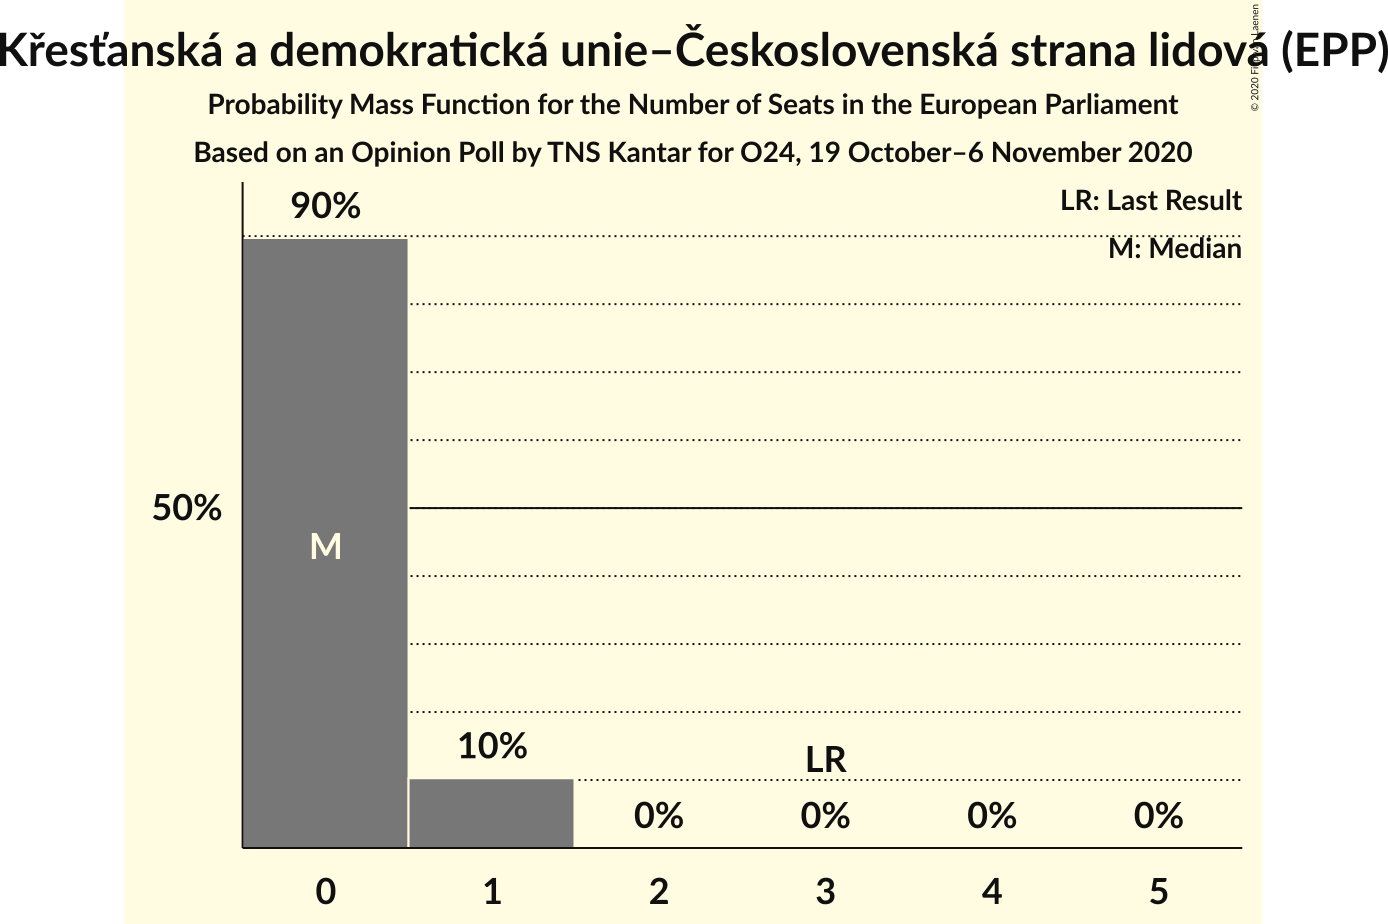 Křesťanská a demokratická unie–Československá strana lidová (EPP)
Probability Mass Function for the Number of Seats in the European Parliament
Based on an Opinion Poll by TNS Kantar for O24, 19 October–6 November 2020
© 2020 Laenen
LR: Last Result
M: Median
90%
50%
M
10%
LR
0% 0% 0% 0%
0 1 2 3 4 5